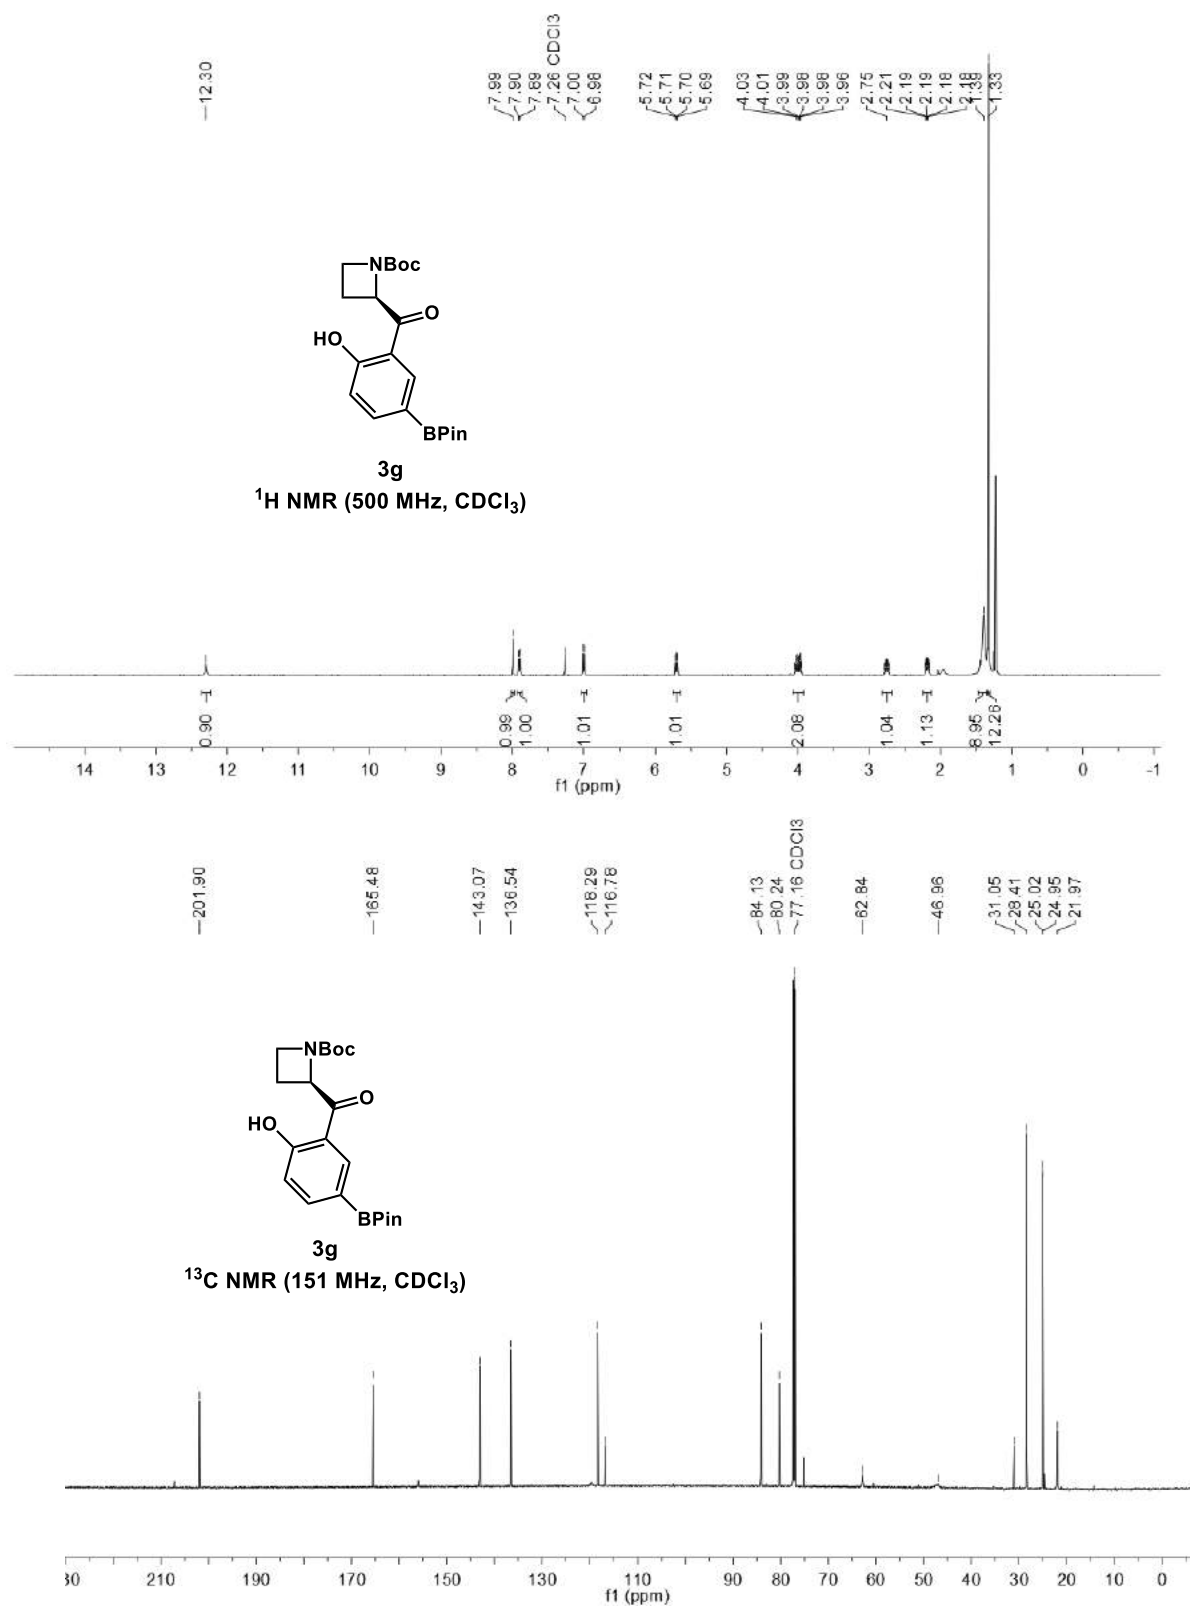 —12.30
7.99
7.90
7.89
7.26 CDCl3
7.00
6.98
5.72
5.71
5.70
5.69
4.03
4.01
3.99
3.98
3.98
3.96
2.75
2.21
2.19
2.19
2.18
2.18
1.39
1.33
NBoc
O
HO
BPin
3g
¹H NMR (500 MHz, CDCl₃)
0.90
0.99
1.00
1.01
1.01
2.08
1.04
1.13
8.95
12.26
14 13 12 11 10 9 8 7 6 5 4 3 2 1 0 -1
f1 (ppm)
—201.90
—165.48
—143.07
—136.54
118.29
116.78
84.13
80.24
77.16 CDCl3
—62.84
—46.96
31.05
28.41
25.02
24.95
21.97
NBoc
O
HO
BPin
3g
¹³C NMR (151 MHz, CDCl₃)
30 210 190 170 150 130 110 90 80 70 60 50 40 30 20 10 0
f1 (ppm)